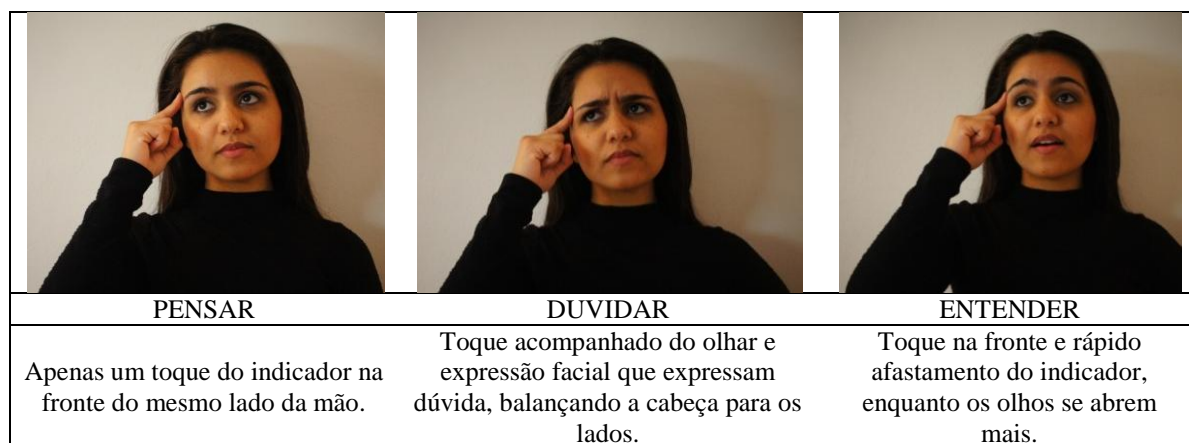 PENSAR
DUVIDAR
ENTENDER
Apenas um toque do indicador na
fronte do mesmo lado da mão.
Toque acompanhado do olhar e
expressão facial que expressam
dúvida, balançando a cabeça para os
lados.
Toque na fronte e rápido
afastamento do indicador,
enquanto os olhos se abrem
mais.